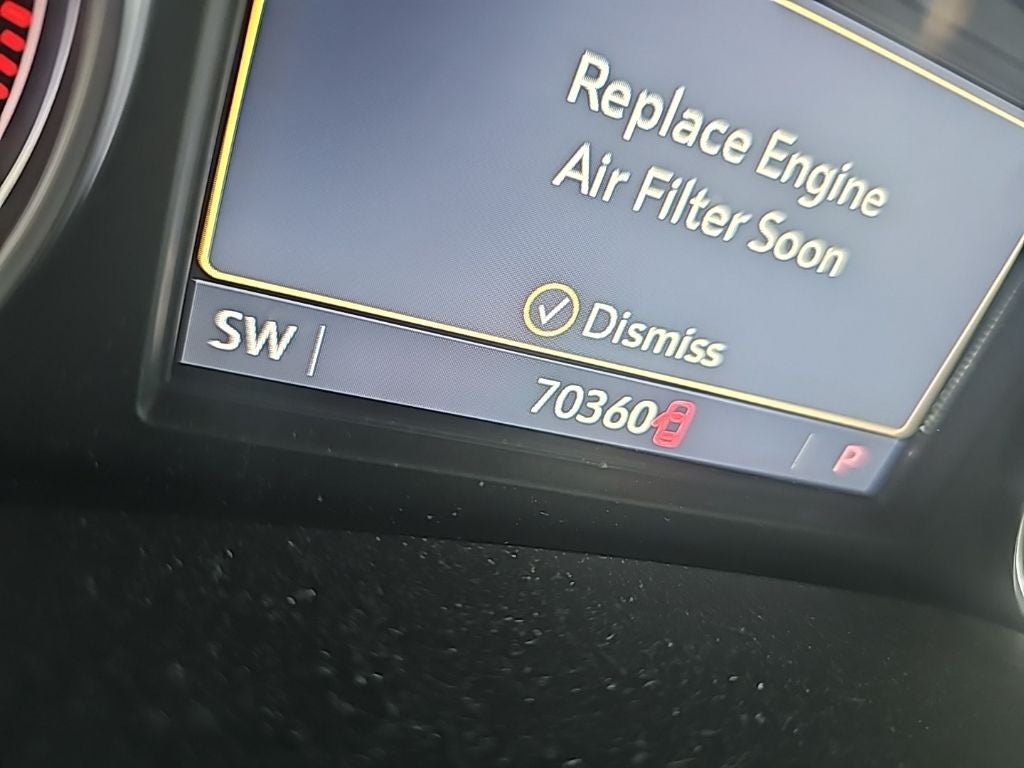 Replace Engine
Air Filter Soon
Dismiss
SW
70360
P